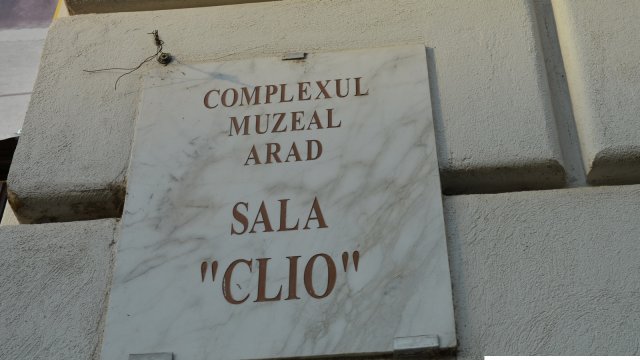 COMPLEXUL
MUZEAL
ARAD
SALA
"CLIO"